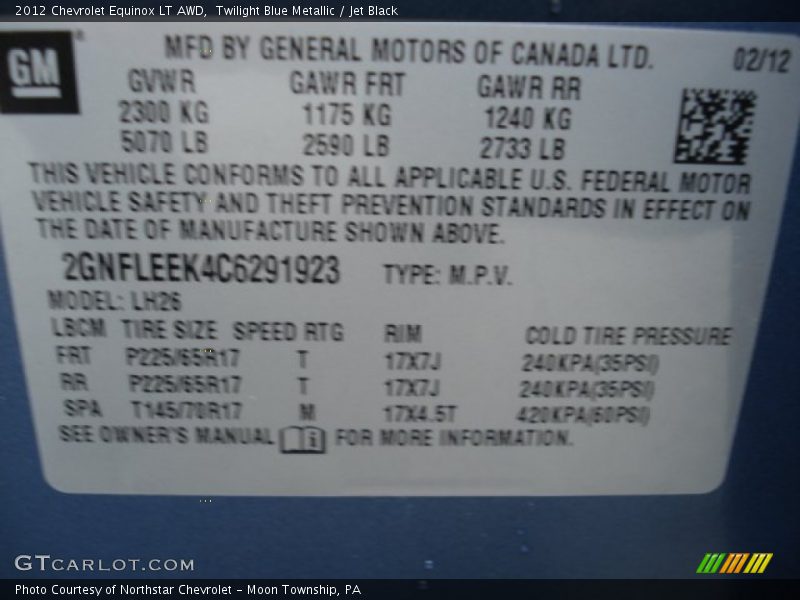 2012 Chevrolet Equinox LT AWD,  Twilight Blue Metallic / Jet Black
GM
MFD BY GENERAL MOTORS OF CANADA LTD. 02/12
GVWR GAWR FRT GAWR RR
2300 KG 1175 KG 1240 KG
5070 LB 2590 LB 2733 LB
THIS VEHICLE CONFORMS TO ALL APPLICABLE U.S. FEDERAL MOTOR
VEHICLE SAFETY AND THEFT PREVENTION STANDARDS IN EFFECT ON
THE DATE OF MANUFACTURE SHOWN ABOVE.
2GNFLEEK4C6291923 TYPE: M.P.V.
MODEL: LH26
LBCM TIRE SIZE SPEED RTG RIM COLD TIRE PRESSURE
FRT P225/65R17 T 17X7J 240KPA(35PSI)
RR P225/65R17 T 17X7J 240KPA(35PSI)
SPA T145/70R17 M 17X4.5T 420KPA(60PSI)
SEE OWNER'S MANUAL FOR MORE INFORMATION.
GTCARLOT.COM
Photo Courtesy of Northstar Chevrolet - Moon Township, PA